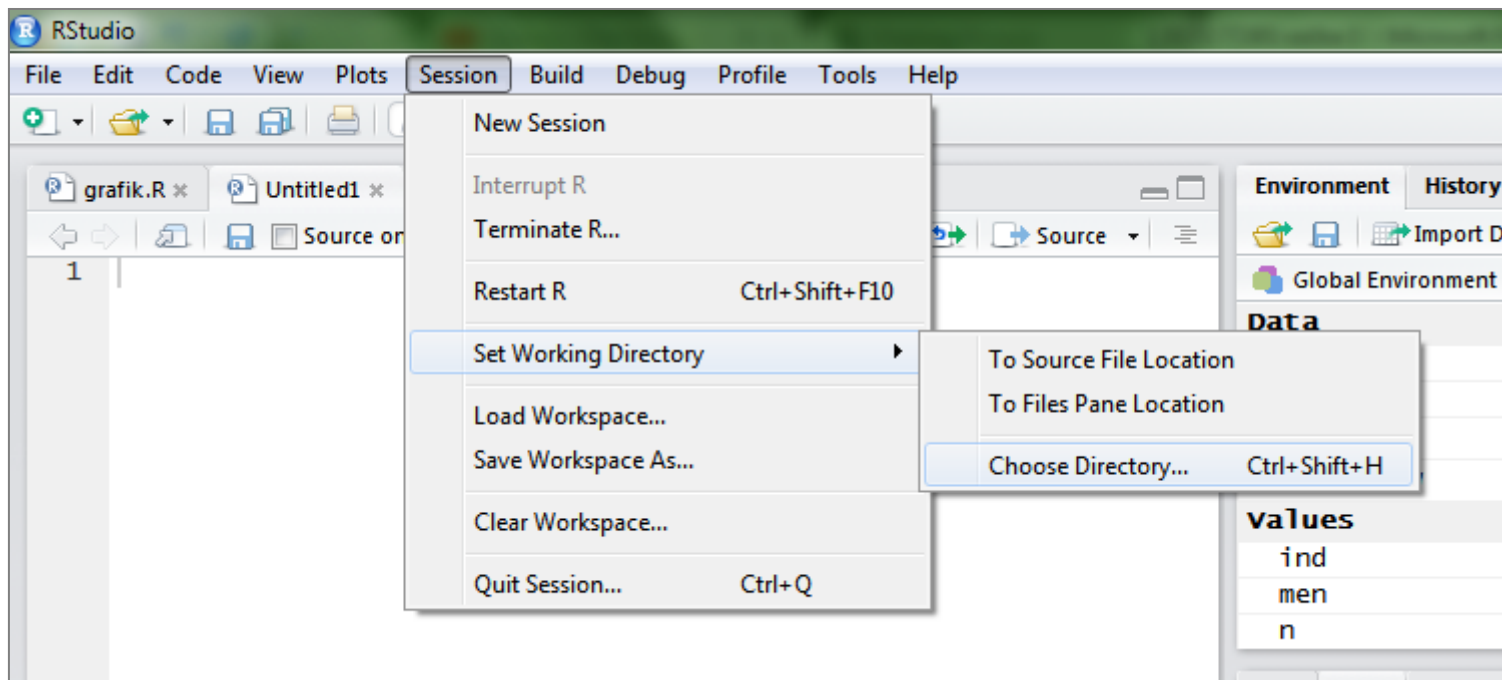 RStudio
File Edit Code View Plots Session Build Debug Profile Tools Help
New Session
Interrupt R
Terminate R...
Restart R Ctrl+Shift+F10
Set Working Directory
Load Workspace...
Save Workspace As...
Clear Workspace...
Quit Session... Ctrl+Q
To Source File Location
To Files Pane Location
Choose Directory... Ctrl+Shift+H
grafik.R Untitled1
Source on
Source
1
Environment History
Import D
Global Environment
Data
Values
ind
men
n